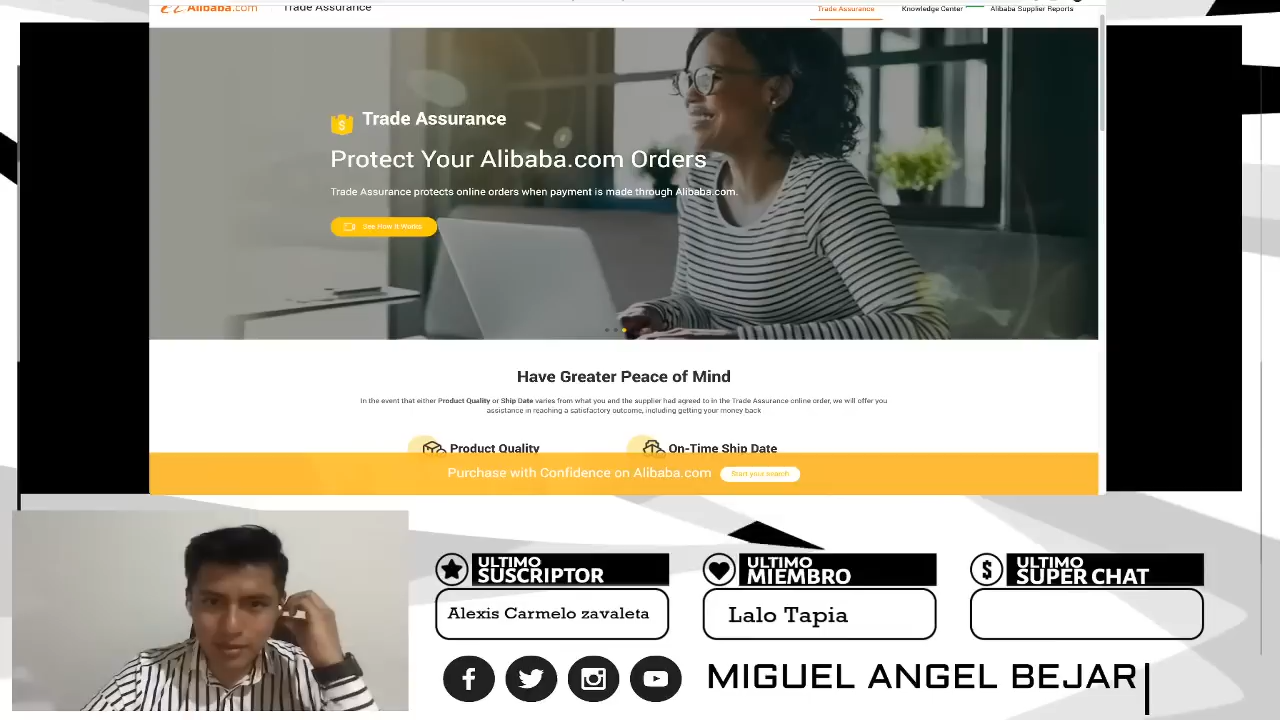 Alibaba.com
Trade Assurance
Trade Assurance
Knowledge Center
Alibaba Supplier Reports
Trade Assurance
Protect Your Alibaba.com Orders
Trade Assurance protects online orders when payment is made through Alibaba.com.
See How It Works
Have Greater Peace of Mind
In the event that either Product Quality or Ship Date varies from what you and the supplier had agreed to in the Trade Assurance online order, we will offer you
assistance in reaching a satisfactory outcome, including getting your money back
Product Quality
On-Time Ship Date
Purchase with Confidence on Alibaba.com
Start your search
ULTIMO
SUSCRIPTOR
Alexis Carmelo zavaleta
ULTIMO
MIEMBRO
Lalo Tapia
ULTIMO
SUPER CHAT
MIGUEL ANGEL BEJAR